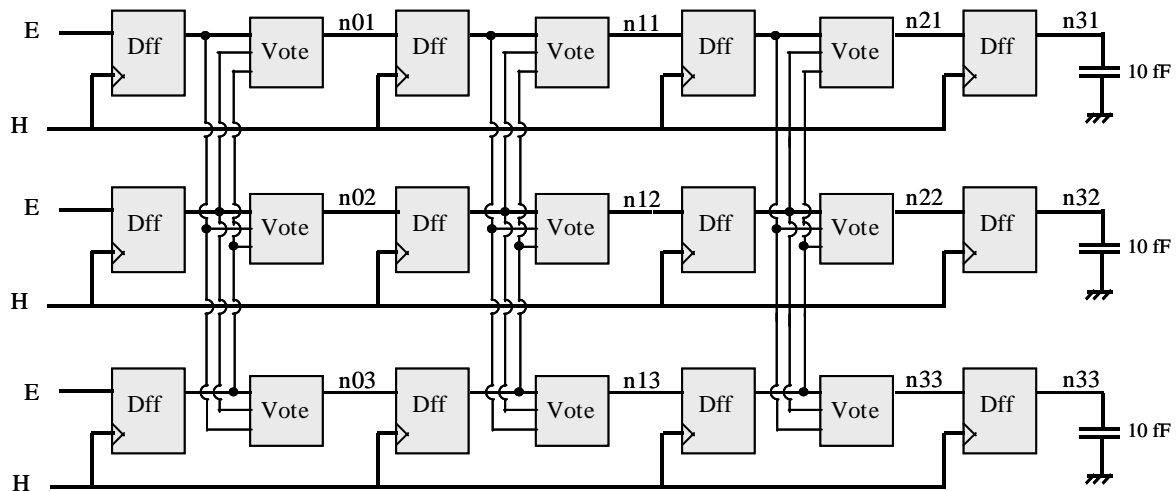 E Dff Vote n01 Dff Vote n11 Dff Vote n21 Dff n31
10 fF
H
E Dff Vote n02 Dff Vote n12 Dff Vote n22 Dff n32
10 fF
H
E Dff Vote n03 Dff Vote n13 Dff Vote n33 Dff n33
10 fF
H